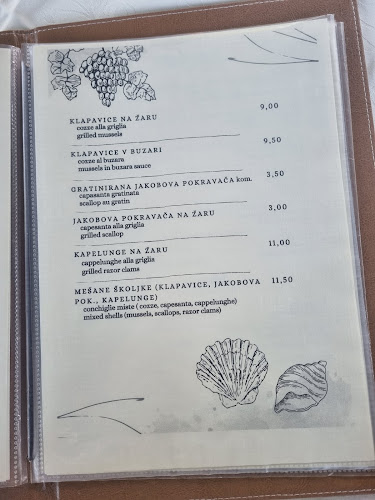 KLAPAVICE NA ŽARU 9,00
cozze alla griglia
grilled mussels
KLAPAVICE V BUZARI 9,50
cozze al buzara
mussels in buzara sauce
GRATINIRANA JAKOBOVA POKRAVAČA kom. 3,50
capasanta gratinata
scallop au gratin
JAKOBOVA POKRAVAČA NA ŽARU 3,00
capesanta alla griglia
grilled scallop
KAPELUNGE NA ŽARU 11,00
cappelunghe alla griglia
grilled razor clams
MEŠANE ŠKOLJKE (KLAPAVICE, JAKOBOVA 11,50
POK., KAPELUNGE)
conchiglie miste ( cozze, capesanta, cappelunghe)
mixed shells (mussels, scallops, razor clams)